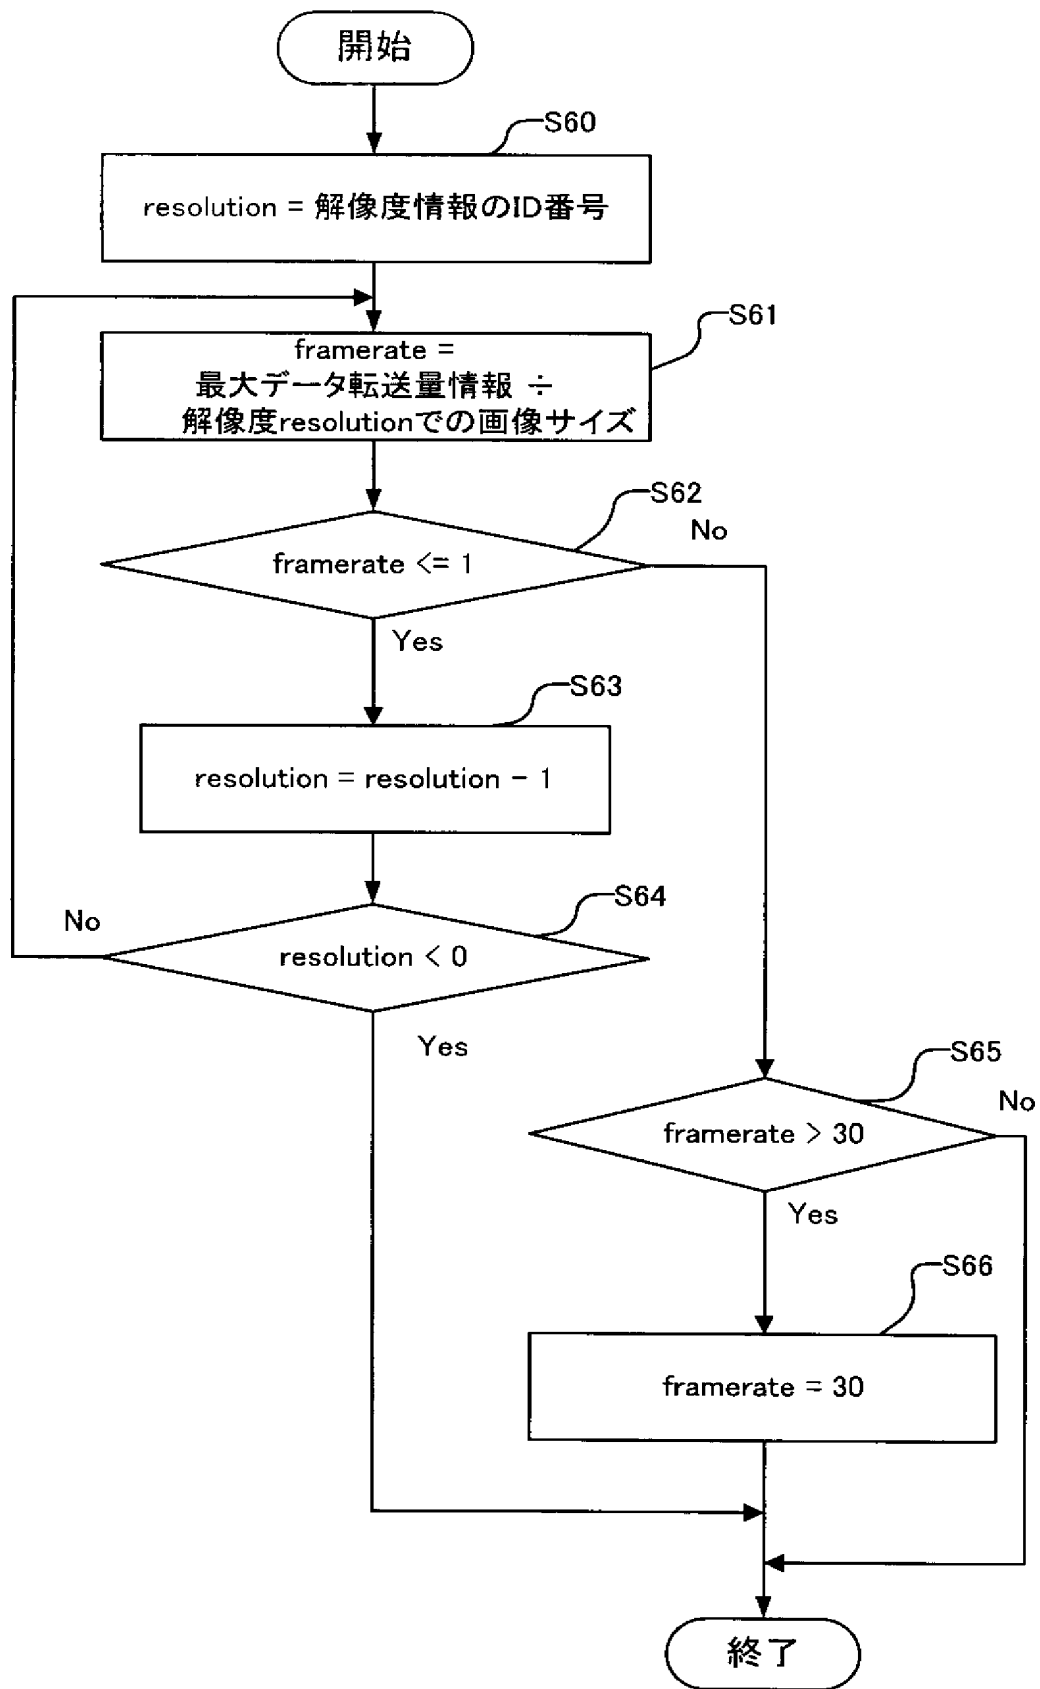 開始
S60
resolution = 解像度情報のID番号
S61
framerate =
最大データ転送量情報 ÷
解像度resolutionでの画像サイズ
S62
No
framerate <= 1
Yes
S63
resolution = resolution - 1
S64
No
resolution < 0
Yes
S65
No
framerate > 30
Yes
S66
framerate = 30
終了